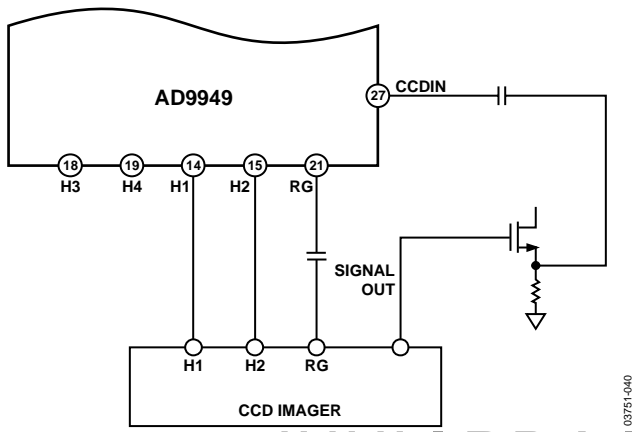 AD9949
27 CCDIN
18 19 14 15 21
H3 H4 H1 H2 RG
SIGNAL
OUT
H1 H2 RG
CCD IMAGER
03751-040